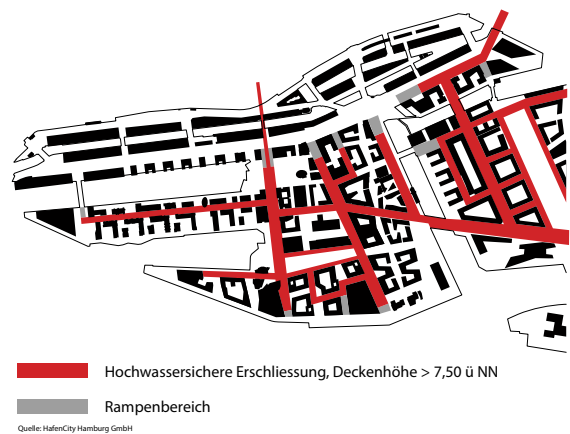 Hochwassersichere Erschliessung, Deckenhöhe > 7,50 ü NN
Rampenbereich
Quelle: HafenCity Hamburg GmbH